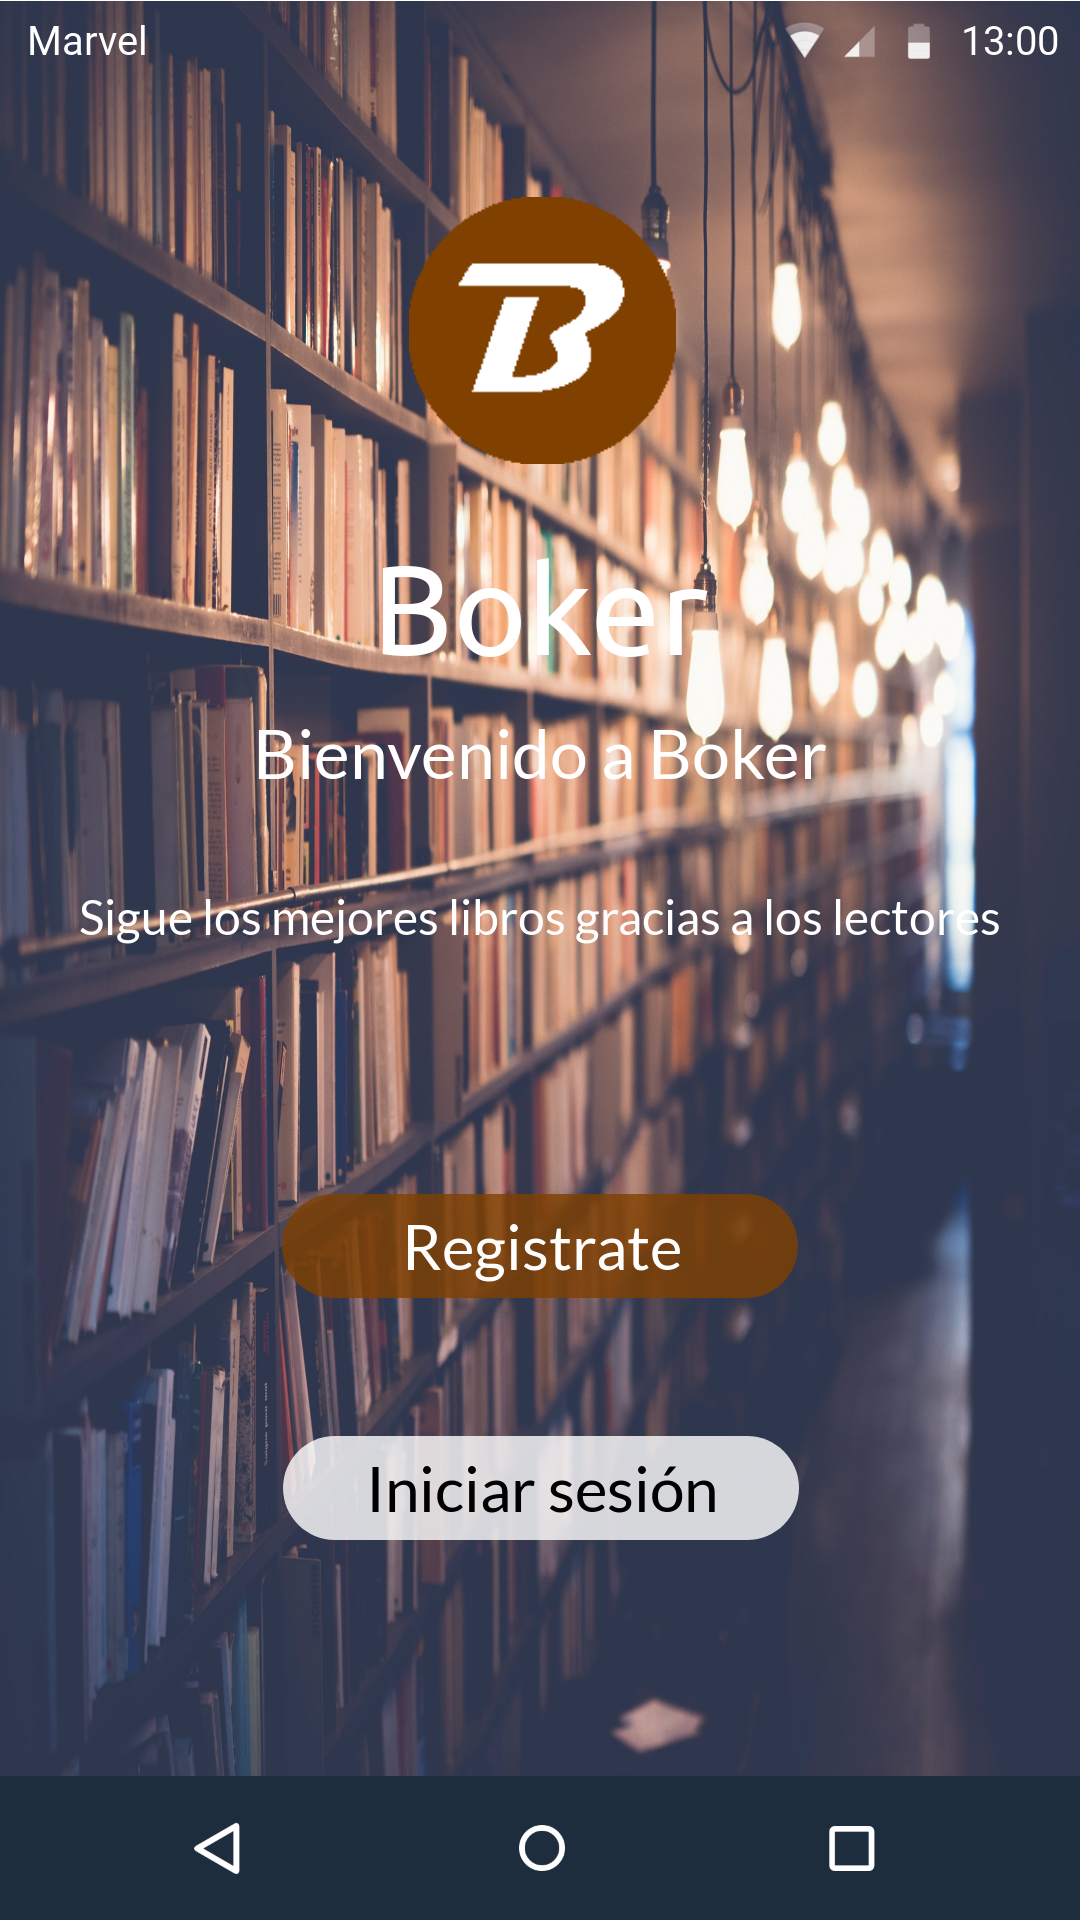 Marvel 13:00
B
Boker
Bienvenido a Boker
Sigue los mejores libros gracias a los lectores
Registrate
Iniciar sesión